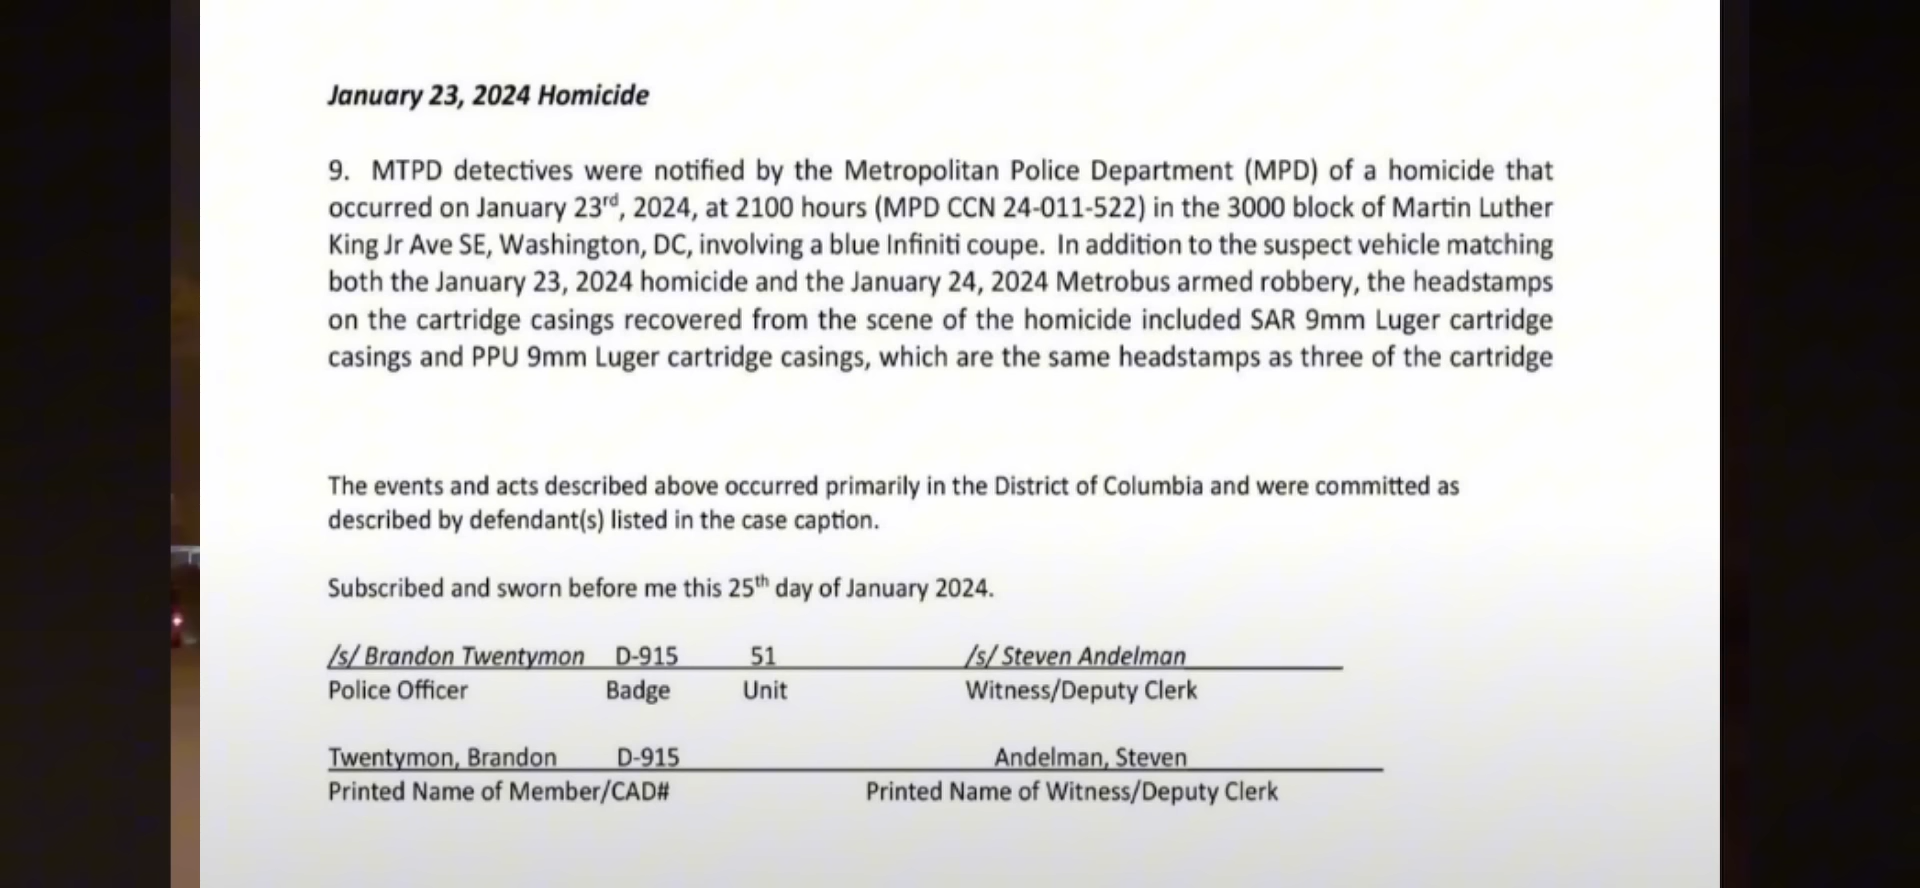 January 23, 2024 Homicide
9. MTPD detectives were notified by the Metropolitan Police Department (MPD) of a homicide that
occurred on January 23rd, 2024, at 2100 hours (MPD CCN 24-011-522) in the 3000 block of Martin Luther
King Jr Ave SE, Washington, DC, involving a blue Infiniti coupe. In addition to the suspect vehicle matching
both the January 23, 2024 homicide and the January 24, 2024 Metrobus armed robbery, the headstamps
on the cartridge casings recovered from the scene of the homicide included SAR 9mm Luger cartridge
casings and PPU 9mm Luger cartridge casings, which are the same headstamps as three of the cartridge
The events and acts described above occurred primarily in the District of Columbia and were committed as
described by defendant(s) listed in the case caption.
Subscribed and sworn before me this 25th day of January 2024.
/s/ Brandon Twentymon D-915 51 /s/ Steven Andelman
Police Officer Badge Unit Witness/Deputy Clerk
Twentymon, Brandon D-915 Andelman, Steven
Printed Name of Member/CAD# Printed Name of Witness/Deputy Clerk